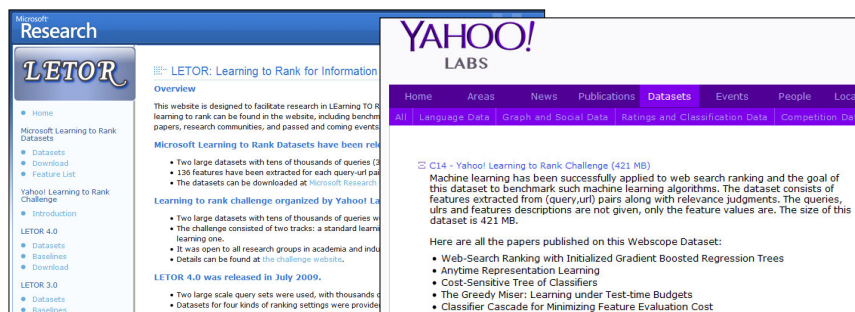 Microsoft
Research
LETOR
Home
Microsoft Learning to Rank
Datasets
Datasets
Download
Feature List
Yahoo! Learning to Rank
Challenge
Introduction
LETOR 4.0
Datasets
Baselines
Download
LETOR 3.0
Datasets
Baselines
LETOR: Learning to Rank for Information
Overview
This website is designed to facilitate research in LEarning TO R
learning to rank can be found in the website, including benchm
papers, research communities, and passed and coming events
Microsoft Learning to Rank Datasets have been rel
• Two large datasets with tens of thousands of queries (3
• 136 features have been extracted for each query-url pai
• The datasets can be downloaded at Microsoft Research
Learning to rank challenge organized by Yahoo! La
• Two large datasets with tens of thousands of queries w
• The challenge consisted of two tracks: a standard learni
learning one.
• It was open to all research groups in academia and indu
• Details can be found at the challenge website.
LETOR 4.0 was released in July 2009.
• Two large scale query sets were used, with thousands o
• Datasets for four kinds of ranking settings were provide
YAHOO!
LABS
Home Areas News Publications Datasets Events People Loca
All Language Data Graph and Social Data Ratings and Classification Data Competition Da
C14 - Yahoo! Learning to Rank Challenge (421 MB)
Machine learning has been successfully applied to web search ranking and the goal of
this dataset to benchmark such machine learning algorithms. The dataset consists of
features extracted from (query,url) pairs along with relevance judgments. The queries,
ulrs and features descriptions are not given, only the feature values are. The size of this
dataset is 421 MB.
Here are all the papers published on this Webscope Dataset:
• Web-Search Ranking with Initialized Gradient Boosted Regression Trees
• Anytime Representation Learning
• Cost-Sensitive Tree of Classifiers
• The Greedy Miser: Learning under Test-time Budgets
• Classifier Cascade for Minimizing Feature Evaluation Cost